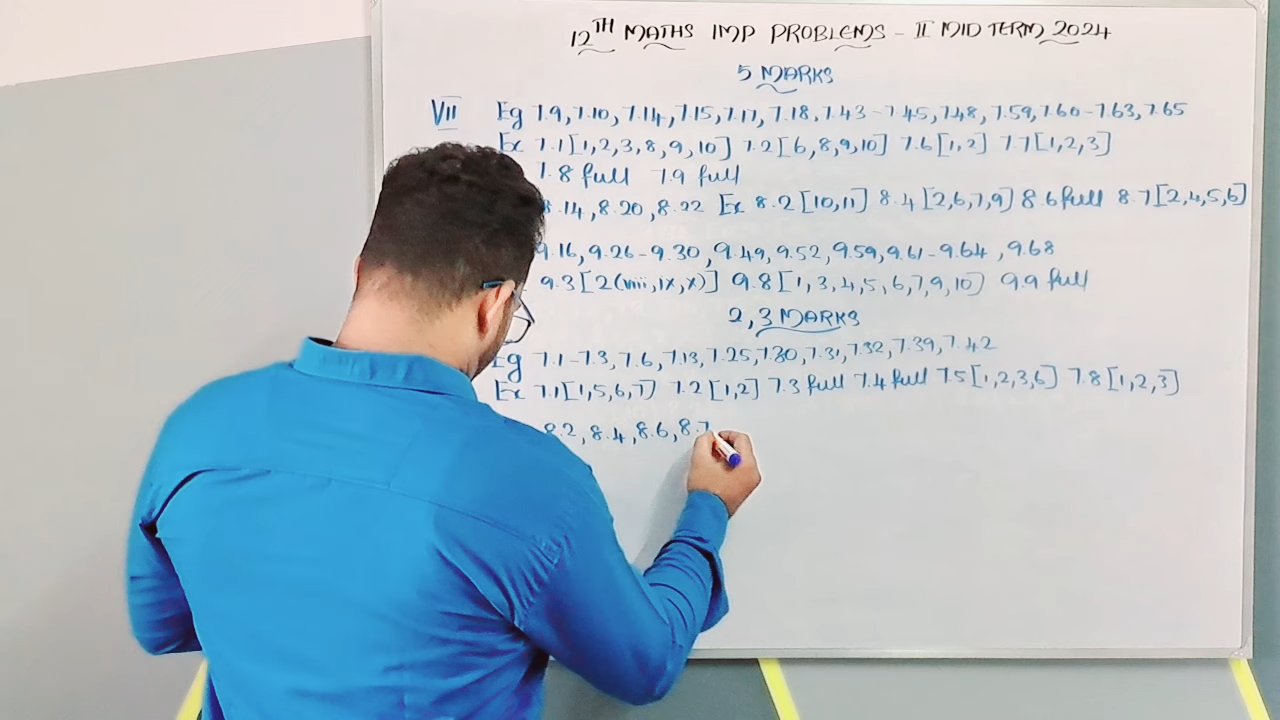 12TH MATHS IMP PROBLEMS - II MID TERM 2024
5 MARKS
VII Eg 7.9, 7.10, 7.14, 7.15, 7.17, 7.18, 7.43 - 7.45, 7.48, 7.59, 7.60 - 7.63, 7.65
Ex 7.1 [1,2,3,8,9,10] 7.2 [6,8,9,10] 7.6 [1,2] 7.7 [1,2,3]
7.8 full 7.9 full
8.14, 8.20, 8.22 Ex 8.2 [10,11] 8.4 [2,6,7,9] 8.6 full 8.7 [2,4,5,6]
9.16, 9.26 - 9.30, 9.49, 9.52, 9.59, 9.61 - 9.64, 9.68
9.3 [2(viii, ix, x)] 9.8 [1,3,4,5,6,7,9,10] 9.9 full
2,3 MARKS
Eg 7.1 - 7.3, 7.6, 7.13, 7.25, 7.30, 7.31, 7.32, 7.39, 7.42
Ex 7.1 [1,5,6,7] 7.2 [1,2] 7.3 full 7.4 full 7.5 [1,2,3,6] 7.8 [1,2,3]
8.2, 8.4, 8.6, 8.7